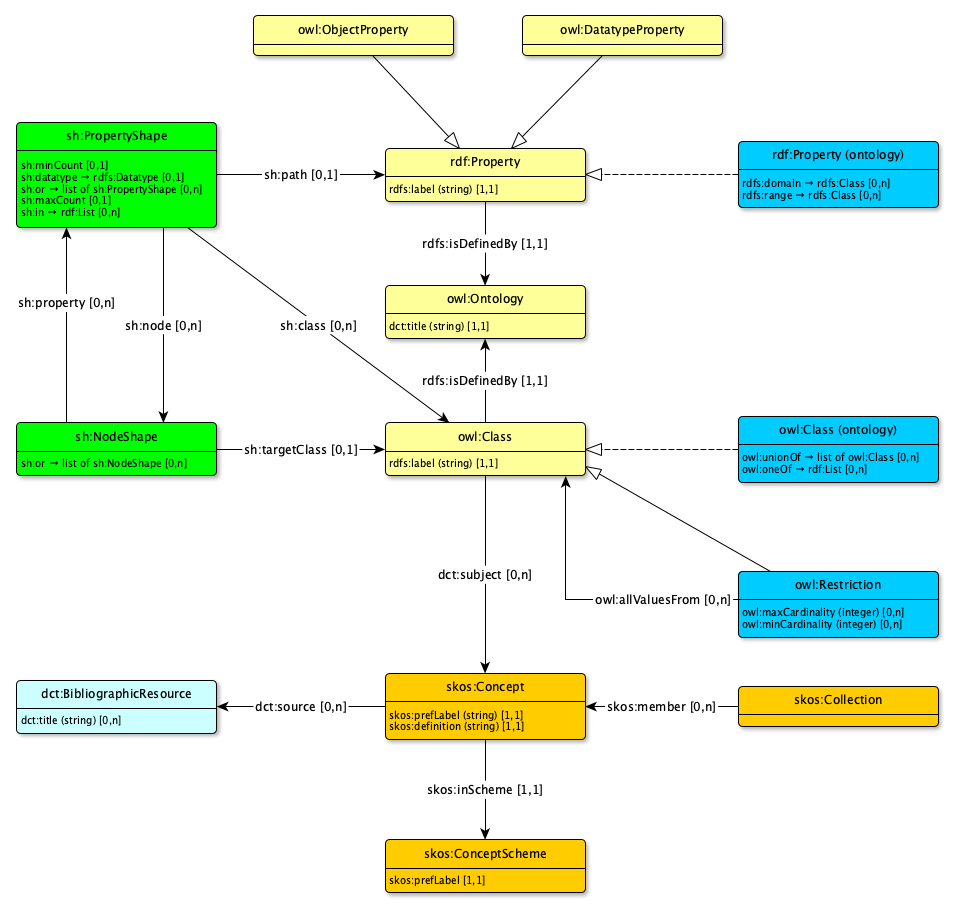 owl:ObjectProperty
owl:DatatypeProperty
sh:PropertyShape
sh:minCount [0,1]
sh:datatype → rdfs:Datatype [0,1]
sh:or → list of sh:PropertyShape [0,n]
sh:maxCount [0,1]
sh:in → rdf:List [0,n]
sh:path [0,1]
rdf:Property
rdfs:label (string) [1,1]
rdf:Property (ontology)
rdfs:domain → rdfs:Class [0,n]
rdfs:range → rdfs:Class [0,n]
rdfs:isDefinedBy [1,1]
sh:property [0,n]
sh:node [0,n]
sh:class [0,n]
owl:Ontology
dct:title (string) [1,1]
rdfs:isDefinedBy [1,1]
sh:NodeShape
sh:or → list of sh:NodeShape [0,n]
sh:targetClass [0,1]
owl:Class
rdfs:label (string) [1,1]
owl:Class (ontology)
owl:unionOf → list of owl:Class [0,n]
owl:oneOf → rdf:List [0,n]
dct:subject [0,n]
owl:allValuesFrom [0,n]
owl:Restriction
owl:maxCardinality (integer) [0,n]
owl:minCardinality (integer) [0,n]
dct:BibliographicResource
dct:title (string) [0,n]
dct:source [0,n]
skos:Concept
skos:prefLabel (string) [1,1]
skos:definition (string) [1,1]
skos:member [0,n]
skos:Collection
skos:inScheme [1,1]
skos:ConceptScheme
skos:prefLabel [1,1]